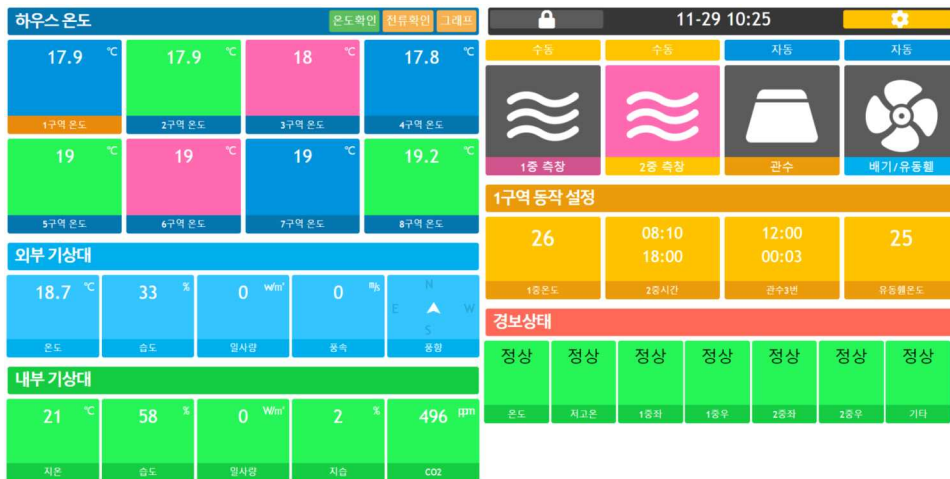 하우스 온도 온도확인 전류확인 그래프
17.9 ℃ 17.9 ℃ 18 ℃ 17.8 ℃
1구역 온도 2구역 온도 3구역 온도 4구역 온도
19 ℃ 19 ℃ 19 ℃ 19.2 ℃
5구역 온도 6구역 온도 7구역 온도 8구역 온도
외부 기상대
18.7 ℃ 33 % 0 W/m² 0 m/s N E W S
온도 습도 일사량 풍속 풍향
내부 기상대
21 ℃ 58 % 0 W/m² 2 % 496 ppm
지온 습도 일사량 지습 CO2
11-29 10:25
수동 수동 자동 자동
1중 측창 2중 측창 관수 배기/유동휀
1구역 동작 설정
26 08:10 12:00 25
18:00 00:03
1중온도 2중시간 관수3번 유동휀온도
경보상태
정상 정상 정상 정상 정상 정상 정상
온도 저고온 1중좌 1중우 2중좌 2중우 기타